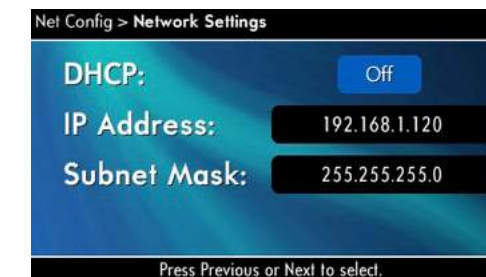 Net Config > Network Settings
DHCP: Off
IP Address: 192.168.1.120
Subnet Mask: 255.255.255.0
Press Previous or Next to select.